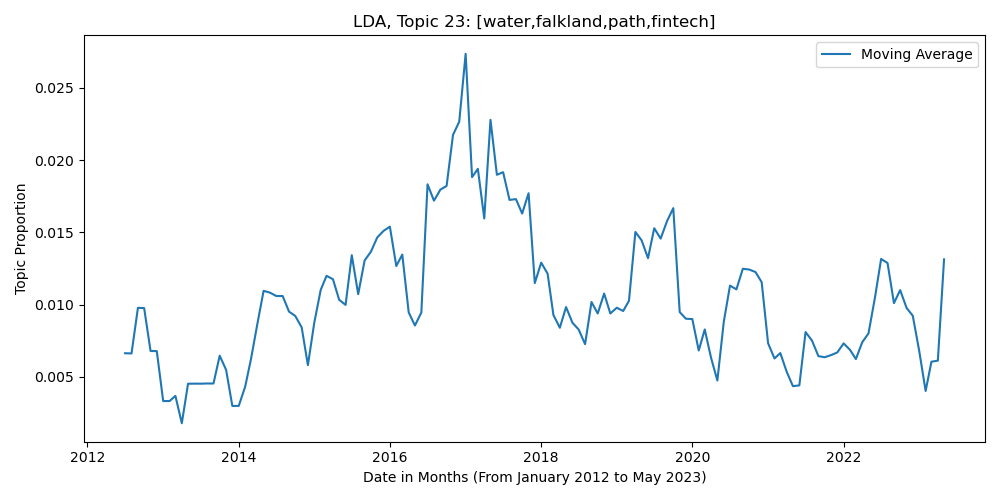 LDA, Topic 23: [water,falkland,path,fintech]
Moving Average
Topic Proportion
0.025
0.020
0.015
0.010
0.005
2012 2014 2016 2018 2020 2022
Date in Months (From January 2012 to May 2023)